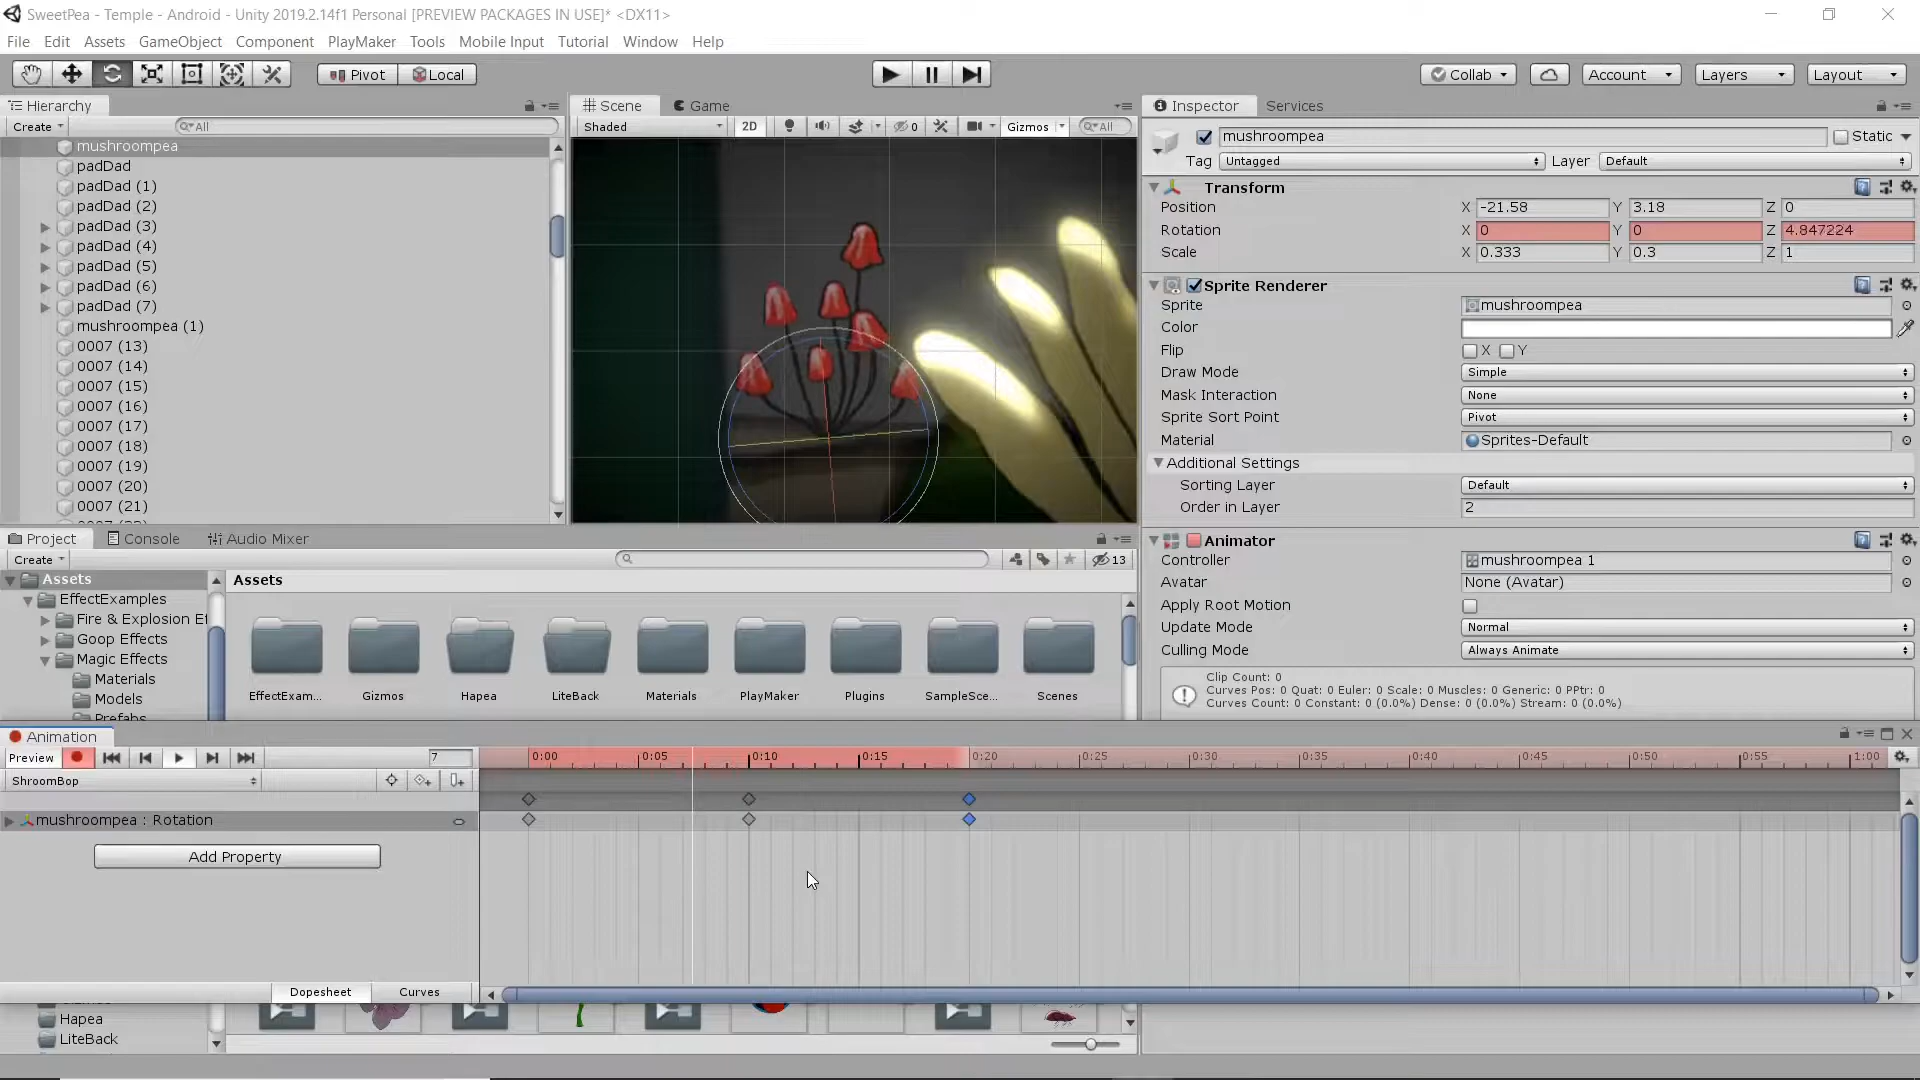 SweetPea - Temple - Android - Unity 2019.2.14f1 Personal [PREVIEW PACKAGES IN USE]* <DX11>
File Edit Assets GameObject Component PlayMaker Tools Mobile Input Tutorial Window Help
Pivot Local Collab Account Layers Layout
Hierarchy
Create All
mushroompea
padDad
padDad (1)
padDad (2)
padDad (3)
padDad (4)
padDad (5)
padDad (6)
padDad (7)
mushroompea (1)
0007 (13)
0007 (14)
0007 (15)
0007 (16)
0007 (17)
0007 (18)
0007 (19)
0007 (20)
0007 (21)
Scene Game
Shaded 2D 0 Gizmos All
Inspector Services
mushroompea Static
Tag Untagged Layer Default
Transform
Position X -21.58 Y 3.18 Z 0
Rotation X 0 Y 0 Z 4.847224
Scale X 0.333 Y 0.3 Z 1
Sprite Renderer
Sprite mushroompea
Color
Flip X Y
Draw Mode Simple
Mask Interaction None
Sprite Sort Point Pivot
Material Sprites-Default
Additional Settings
Sorting Layer Default
Order in Layer 2
Animator
Controller mushroompea 1
Avatar None (Avatar)
Apply Root Motion
Update Mode Normal
Culling Mode Always Animate
Clip Count: 0
Curves Pos: 0 Quat: 0 Euler: 0 Scale: 0 Muscles: 0 Generic: 0 PPtr: 0
Curves Count: 0 Constant: 0 (0.0%) Dense: 0 (0.0%) Stream: 0 (0.0%)
Project Console Audio Mixer
Create 13
Assets
EffectExamples
Fire & Explosion Ef
Goop Effects
Magic Effects
Materials
Models
Prefabs
Assets
EffectExam... Gizmos Hapea LiteBack Materials PlayMaker Plugins SampleSce... Scenes
Animation
Preview 7 0:00 0:05 0:10 0:15 0:20 0:25 0:30 0:35 0:40 0:45 0:50 0:55 1:00
ShroomBop
mushroompea : Rotation
Add Property
Dopesheet Curves
Hapea
LiteBack